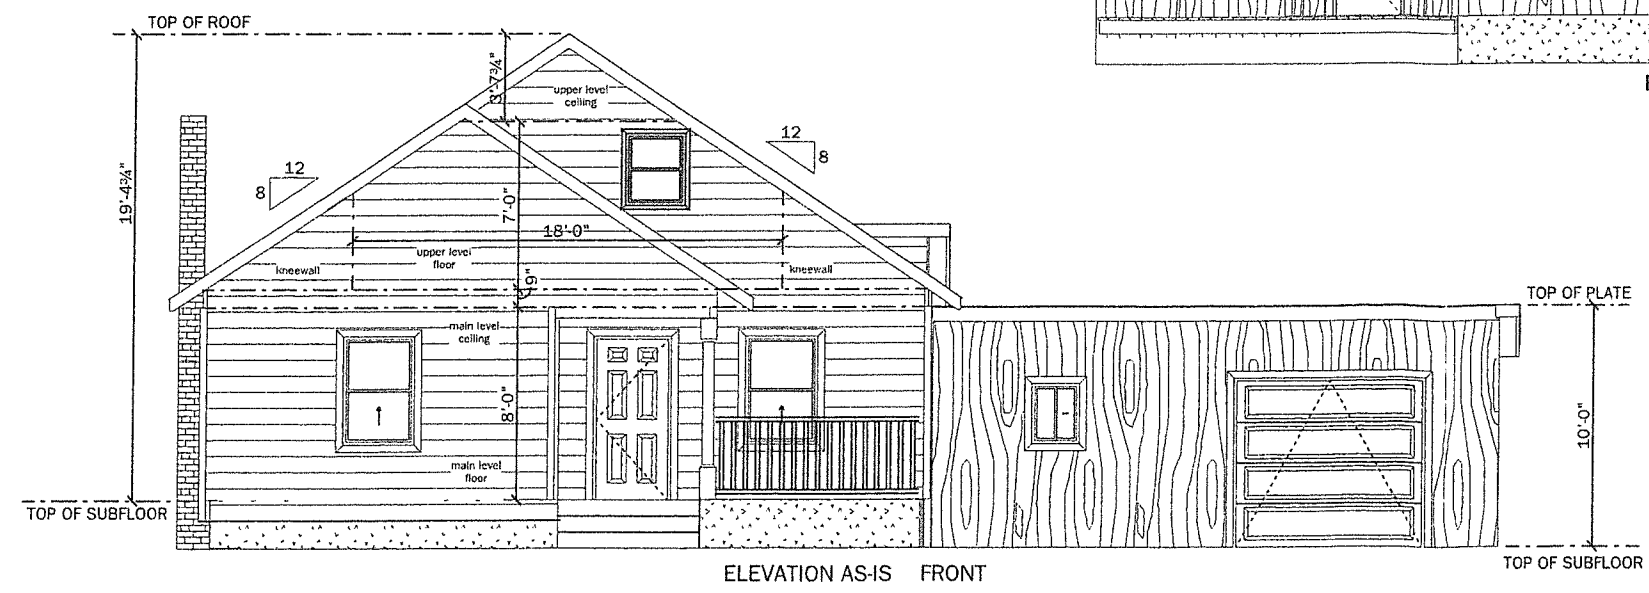 TOP OF ROOF
3'-7¾"
upper level
ceiling
12
8
12
8
19'-4¾"
7'-0"
18'-0"
upper level
floor
kneewall
kneewall
9"
TOP OF PLATE
main level
ceiling
8'-0"
10'-0"
main level
floor
TOP OF SUBFLOOR
TOP OF SUBFLOOR
ELEVATION AS-IS FRONT